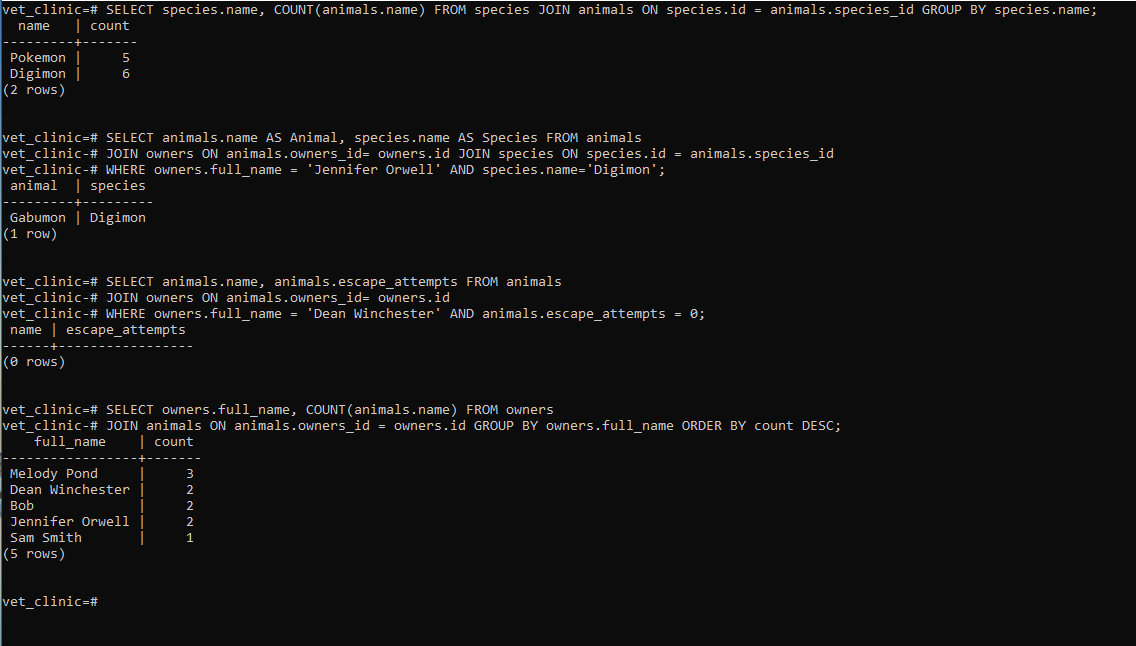 vet_clinic=# SELECT species.name, COUNT(animals.name) FROM species JOIN animals ON species.id = animals.species_id GROUP BY species.name;
  name   | count
---------+-------
 Pokemon |     5
 Digimon |     6
(2 rows)
vet_clinic=# SELECT animals.name AS Animal, species.name AS Species FROM animals
vet_clinic-# JOIN owners ON animals.owners_id= owners.id JOIN species ON species.id = animals.species_id
vet_clinic-# WHERE owners.full_name = 'Jennifer Orwell' AND species.name='Digimon';
 animal  | species
---------+---------
 Gabumon | Digimon
(1 row)
vet_clinic=# SELECT animals.name, animals.escape_attempts FROM animals
vet_clinic-# JOIN owners ON animals.owners_id= owners.id
vet_clinic-# WHERE owners.full_name = 'Dean Winchester' AND animals.escape_attempts = 0;
 name | escape_attempts
------+-----------------
(0 rows)
vet_clinic=# SELECT owners.full_name, COUNT(animals.name) FROM owners
vet_clinic-# JOIN animals ON animals.owners_id = owners.id GROUP BY owners.full_name ORDER BY count DESC;
    full_name    | count
-----------------+-------
 Melody Pond     |     3
 Dean Winchester |     2
 Bob             |     2
 Jennifer Orwell |     2
 Sam Smith       |     1
(5 rows)
vet_clinic=#